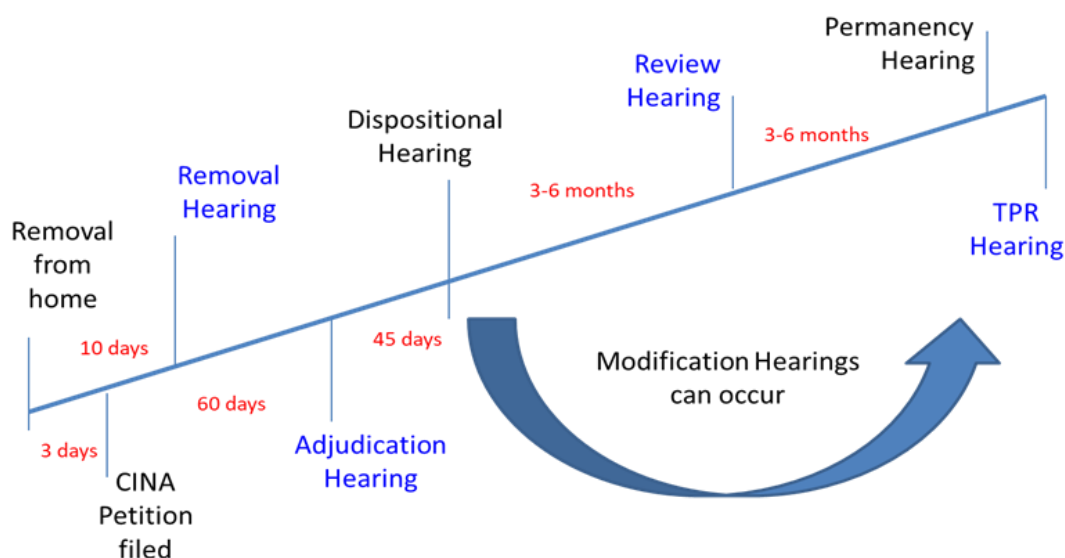 Permanency
Hearing
Review
Hearing
3-6 months
Dispositional
Hearing
3-6 months
Removal
Hearing
TPR
Hearing
Removal
from
home
10 days
45 days
Modification Hearings
can occur
60 days
3 days
Adjudication
Hearing
CINA
Petition
filed